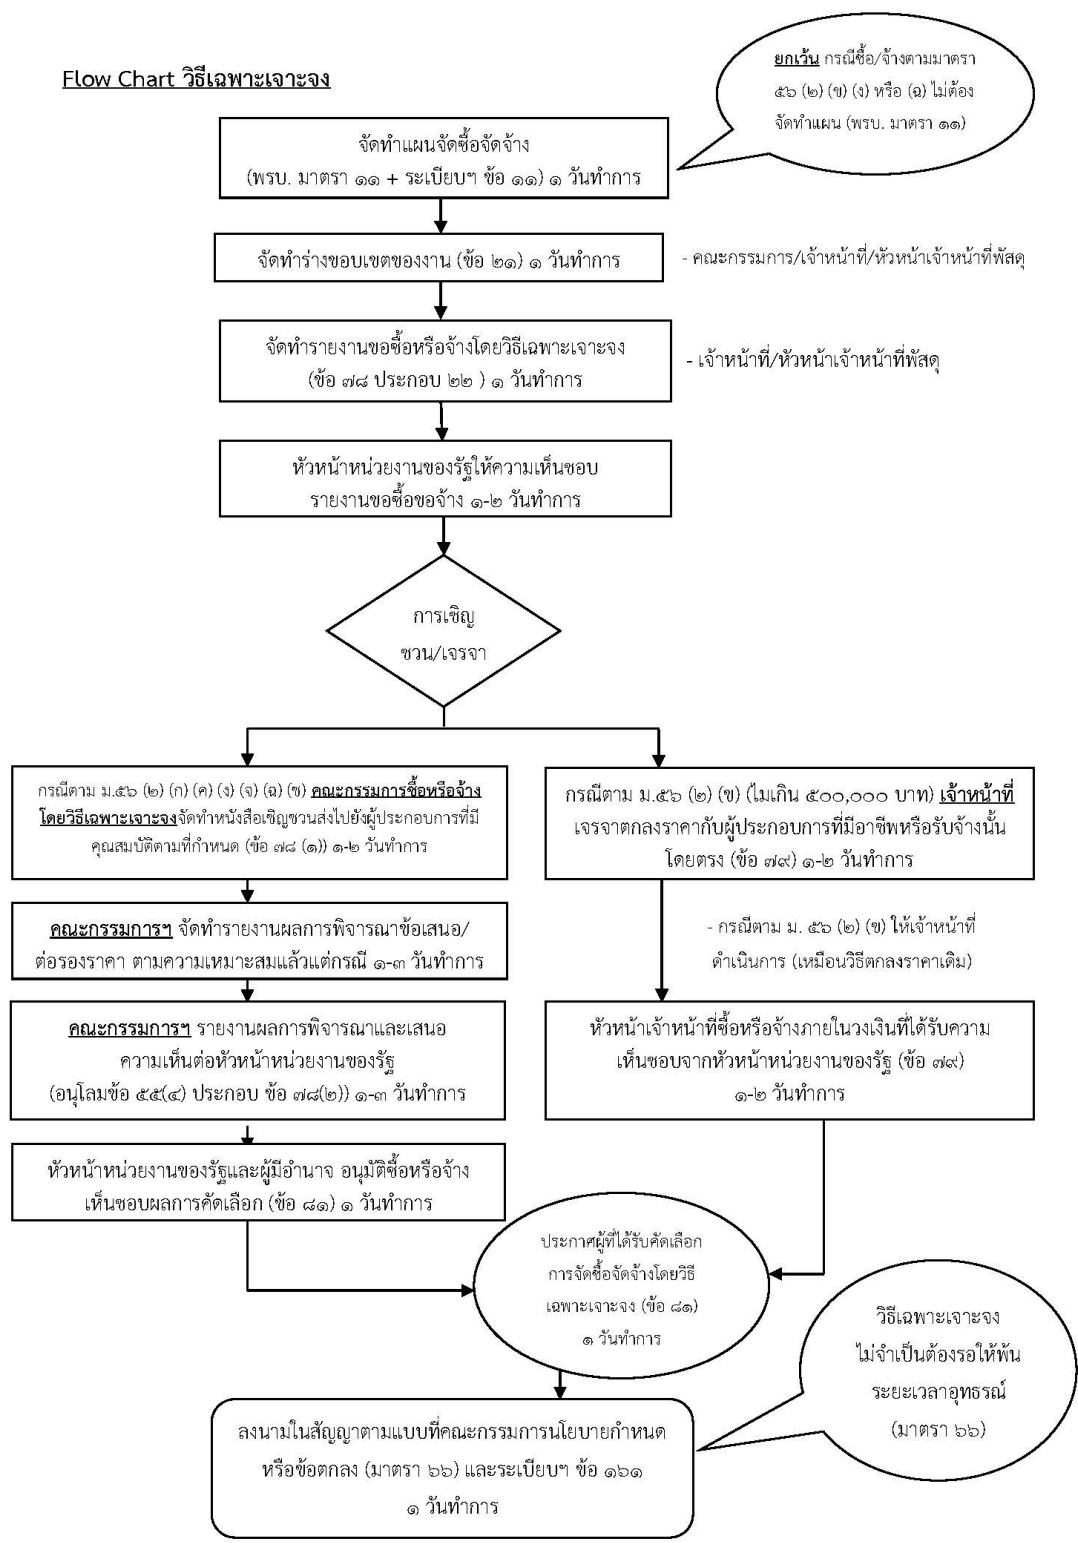 Flow Chart วิธีเฉพาะเจาะจง
ยกเว้น กรณีซื้อ/จ้างตามมาตรา
๕๖ (๒) (ข) (ง) หรือ (ฉ) ไม่ต้อง
จัดทำแผน (พรบ. มาตรา ๑๑)
จัดทำแผนจัดซื้อจัดจ้าง
(พรบ. มาตรา ๑๑ + ระเบียบฯ ข้อ ๑๑) ๑ วันทำการ
จัดทำร่างขอบเขตของงาน (ข้อ ๒๑) ๑ วันทำการ
- คณะกรรมการ/เจ้าหน้าที่/หัวหน้าเจ้าหน้าที่พัสดุ
จัดทำรายงานขอซื้อหรือจ้างโดยวิธีเฉพาะเจาะจง
(ข้อ ๗๘ ประกอบ ๒๒ ) ๑ วันทำการ
- เจ้าหน้าที่/หัวหน้าเจ้าหน้าที่พัสดุ
หัวหน้าหน่วยงานของรัฐให้ความเห็นชอบ
รายงานขอซื้อขอจ้าง ๑-๒ วันทำการ
การเชิญ
ชวน/เจรจา
กรณีตาม ม.๕๖ (๒) (ก) (ค) (ง) (จ) (ฉ) (ช) คณะกรรมการซื้อหรือจ้าง
โดยวิธีเฉพาะเจาะจงจัดทำหนังสือเชิญชวนส่งไปยังผู้ประกอบการที่มี
คุณสมบัติตามที่กำหนด (ข้อ ๗๘ (๑)) ๑-๒ วันทำการ
กรณีตาม ม.๕๖ (๒) (ข) (ไมเกิน ๕๐๐,๐๐๐ บาท) เจ้าหน้าที่
เจรจาตกลงราคากับผู้ประกอบการที่มีอาชีพหรือรับจ้างนั้น
โดยตรง (ข้อ ๗๙) ๑-๒ วันทำการ
คณะกรรมการฯ จัดทำรายงานผลการพิจารณาข้อเสนอ/
ต่อรองราคา ตามความเหมาะสมแล้วแต่กรณี ๑-๓ วันทำการ
- กรณีตาม ม. ๕๖ (๒) (ข) ให้เจ้าหน้าที่
ดำเนินการ (เหมือนวิธีตกลงราคาเดิม)
คณะกรรมการฯ รายงานผลการพิจารณาและเสนอ
ความเห็นต่อหัวหน้าหน่วยงานของรัฐ
(อนุโลมข้อ ๕๕(๔) ประกอบ ข้อ ๗๘(๒)) ๑-๓ วันทำการ
หัวหน้าเจ้าหน้าที่ซื้อหรือจ้างภายในวงเงินที่ได้รับความ
เห็นชอบจากหัวหน้าหน่วยงานของรัฐ (ข้อ ๗๙)
๑-๒ วันทำการ
หัวหน้าหน่วยงานของรัฐและผู้มีอำนาจ อนุมัติซื้อหรือจ้าง
เห็นชอบผลการคัดเลือก (ข้อ ๘๑) ๑ วันทำการ
ประกาศผู้ที่ได้รับคัดเลือก
การจัดซื้อจัดจ้างโดยวิธี
เฉพาะเจาะจง (ข้อ ๘๑)
๑ วันทำการ
วิธีเฉพาะเจาะจง
ไม่จำเป็นต้องรอให้พ้น
ระยะเวลาอุทธรณ์
(มาตรา ๖๖)
ลงนามในสัญญาตามแบบที่คณะกรรมการนโยบายกำหนด
หรือข้อตกลง (มาตรา ๖๖) และระเบียบฯ ข้อ ๑๖๑
๑ วันทำการ